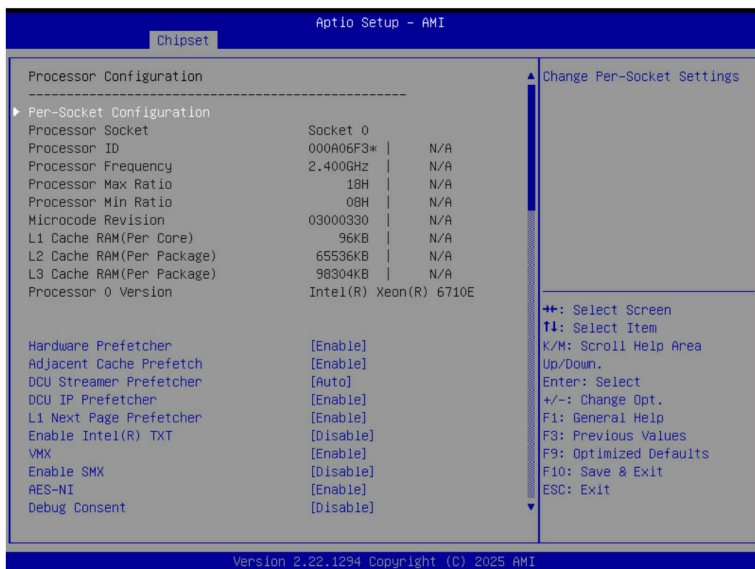 Aptio Setup – AMI
Chipset
Processor Configuration
--------------------------------------------------
Per-Socket Configuration
Processor Socket Socket 0
Processor ID 000A06F3* | N/A
Processor Frequency 2.400GHz | N/A
Processor Max Ratio 18H | N/A
Processor Min Ratio 08H | N/A
Microcode Revision 03000330 | N/A
L1 Cache RAM(Per Core) 96KB | N/A
L2 Cache RAM(Per Package) 65536KB | N/A
L3 Cache RAM(Per Package) 98304KB | N/A
Processor 0 Version Intel(R) Xeon(R) 6710E
Hardware Prefetcher [Enable]
Adjacent Cache Prefetch [Enable]
DCU Streamer Prefetcher [Auto]
DCU IP Prefetcher [Enable]
L1 Next Page Prefetcher [Enable]
Enable Intel(R) TXT [Disable]
VMX [Enable]
Enable SMX [Disable]
AES-NI [Enable]
Debug Consent [Disable]
Change Per-Socket Settings
→←: Select Screen
↑↓: Select Item
K/M: Scroll Help Area
Up/Down.
Enter: Select
+/-: Change Opt.
F1: General Help
F3: Previous Values
F9: Optimized Defaults
F10: Save & Exit
ESC: Exit
Version 2.22.1294 Copyright (C) 2025 AMI